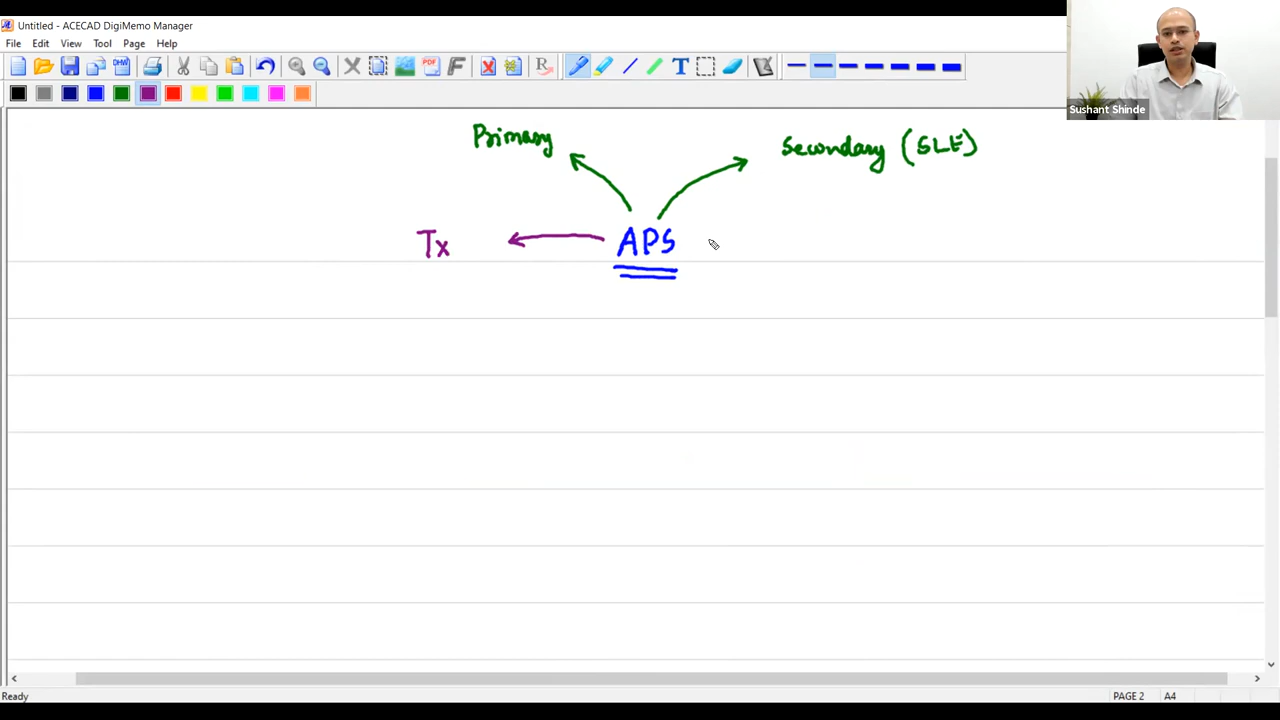 Untitled - ACECAD DigiMemo Manager
File Edit View Tool Page Help
Sushant Shinde
Primary
Secondary (SLE)
Tx
APS
Ready
PAGE 2 A4